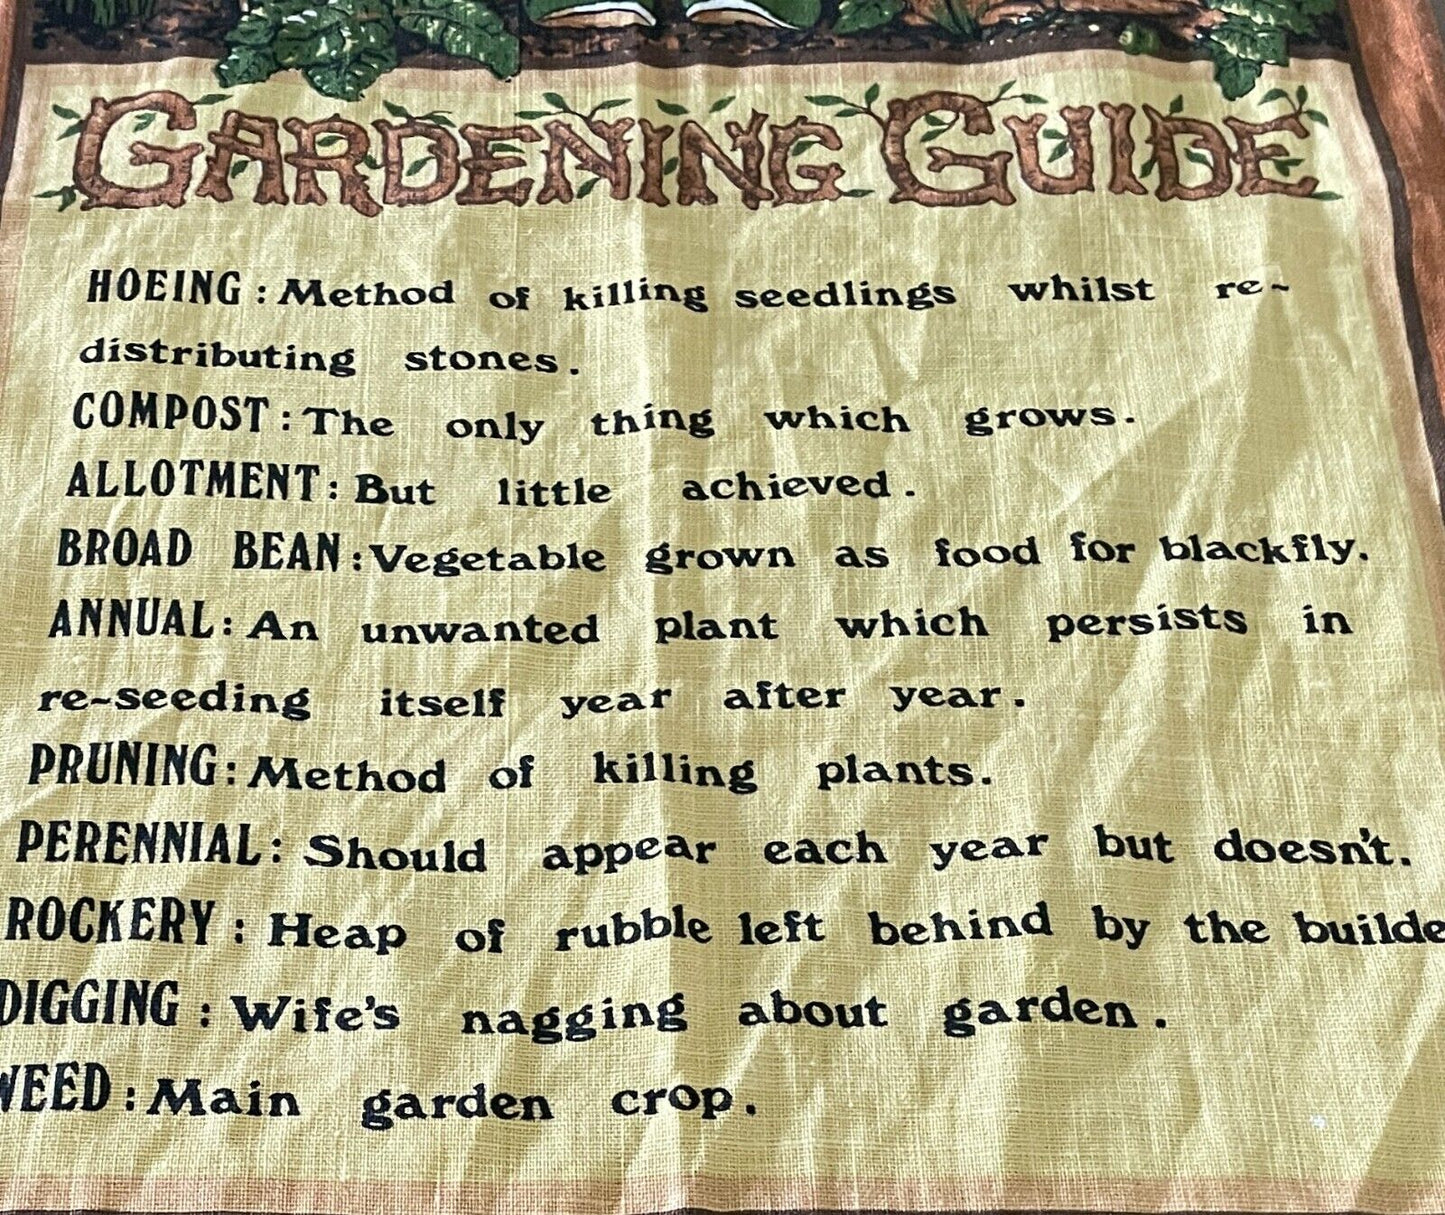 GARDENING GUIDE
HOEING: Method of killing seedlings whilst re~
distributing stones.
COMPOST: The only thing which grows.
ALLOTMENT: But little achieved.
BROAD BEAN: Vegetable grown as food for blackfly.
ANNUAL: An unwanted plant which persists in
re~seeding itself year after year.
PRUNING: Method of killing plants.
PERENNIAL: Should appear each year but doesn't.
ROCKERY: Heap of rubble left behind by the builde
DIGGING: Wife's nagging about garden.
WEED: Main garden crop.